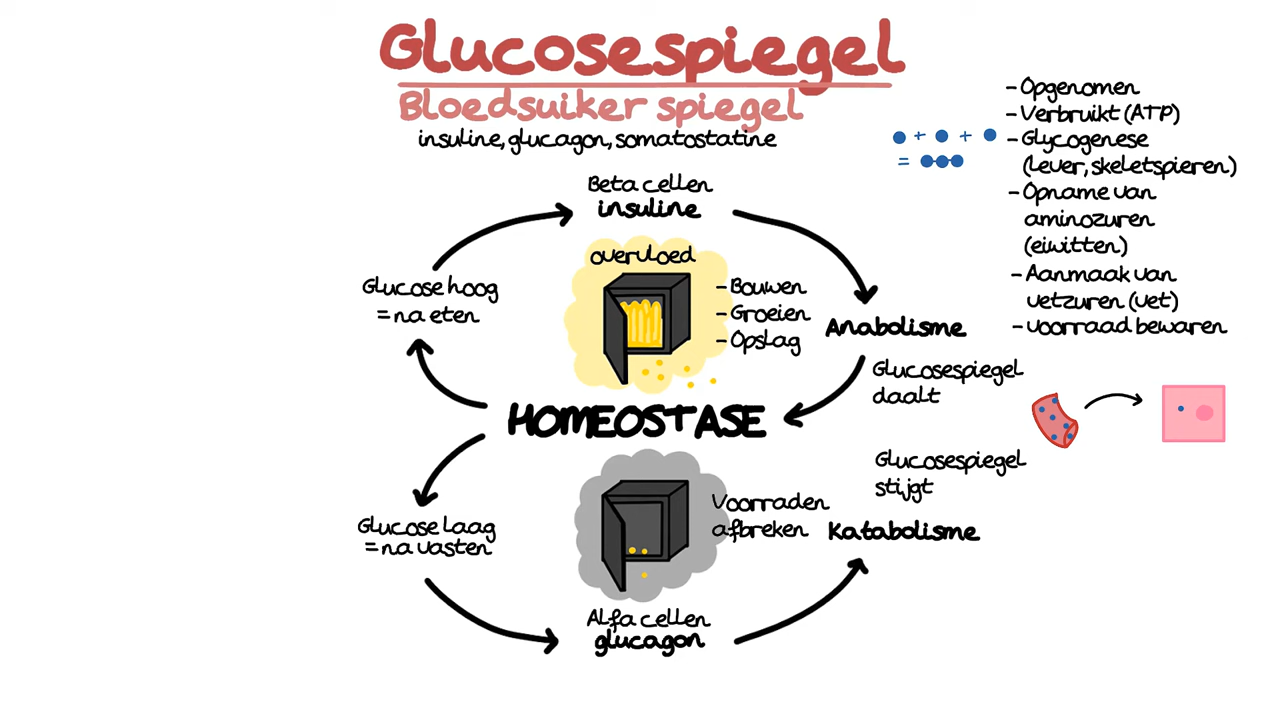 Glucosespiegel
Bloedsuiker spiegel
insuline, glucagon, somatostatine
- Opgenomen
- Verbruikt (ATP)
- Glycogenese
(lever, skeletspieren)
- Opname van
aminozuren
(eiwitten)
- Aanmaak van
vetzuren (vet)
- voorraad bewaren
+ +
=
Beta cellen
insuline
overvloed
- Bouwen
- Groeien
- Opslag
Glucose hoog
= na eten
Anabolisme
Glucosespiegel
daalt
HOMEOSTASE
Glucosespiegel
stijgt
Voorraden
afbreken
Katabolisme
Glucose laag
= na vasten
Alfa cellen
glucagon